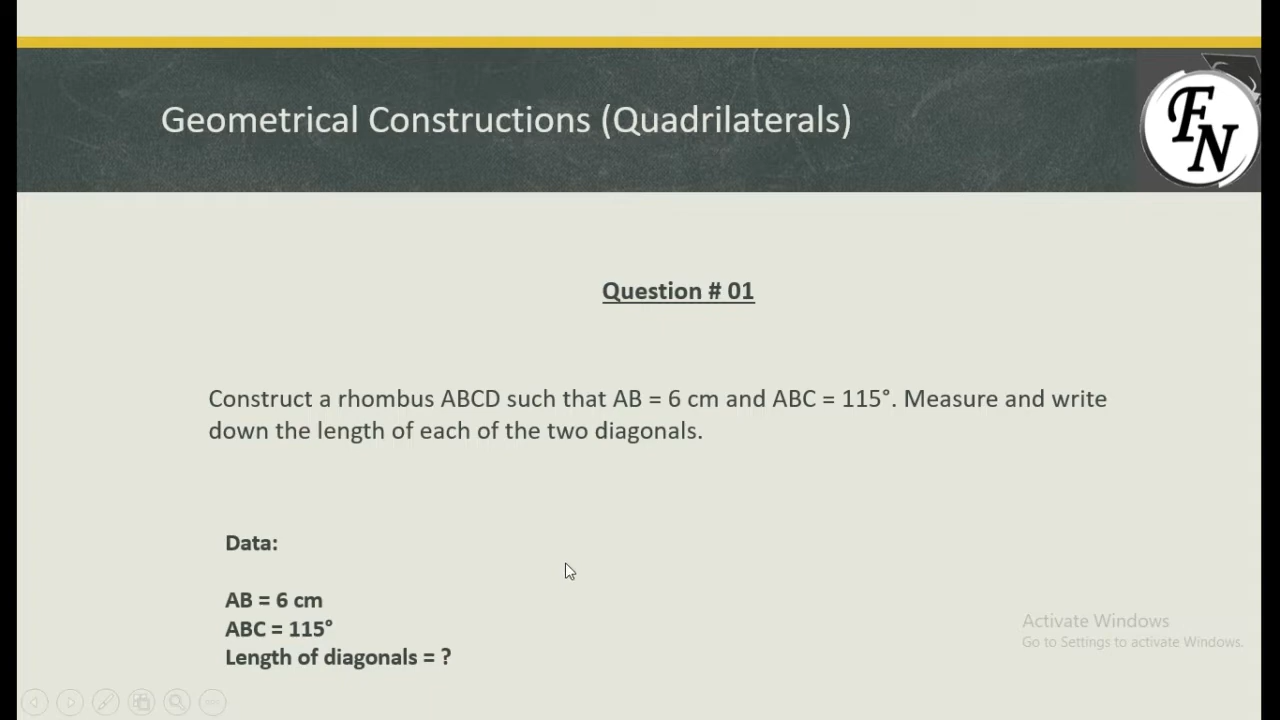 Geometrical Constructions (Quadrilaterals)
FN
Question # 01
Construct a rhombus ABCD such that AB = 6 cm and ABC = 115°. Measure and write
down the length of each of the two diagonals.
Data:
AB = 6 cm
ABC = 115°
Length of diagonals = ?
Activate Windows
Go to Settings to activate Windows.